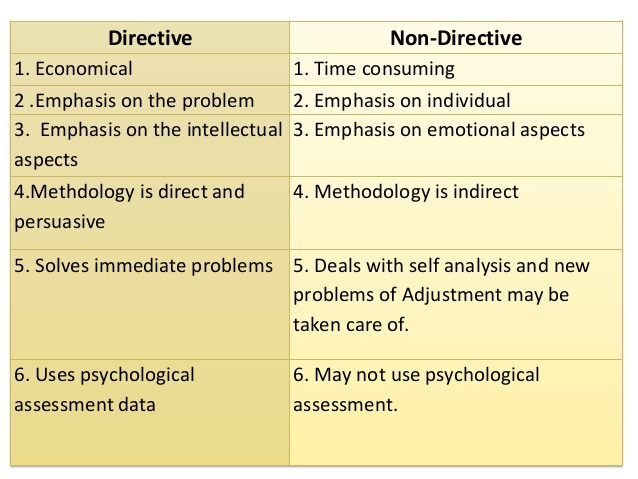 Directive
Non-Directive
1. Economical
1. Time consuming
2 .Emphasis on the problem
2. Emphasis on individual
3.  Emphasis on the intellectual
aspects
3. Emphasis on emotional aspects
4.Methdology is direct and
persuasive
4. Methodology is indirect
5. Solves immediate problems
5. Deals with self analysis and new
problems of Adjustment may be
taken care of.
6. Uses psychological
assessment data
6. May not use psychological
assessment.